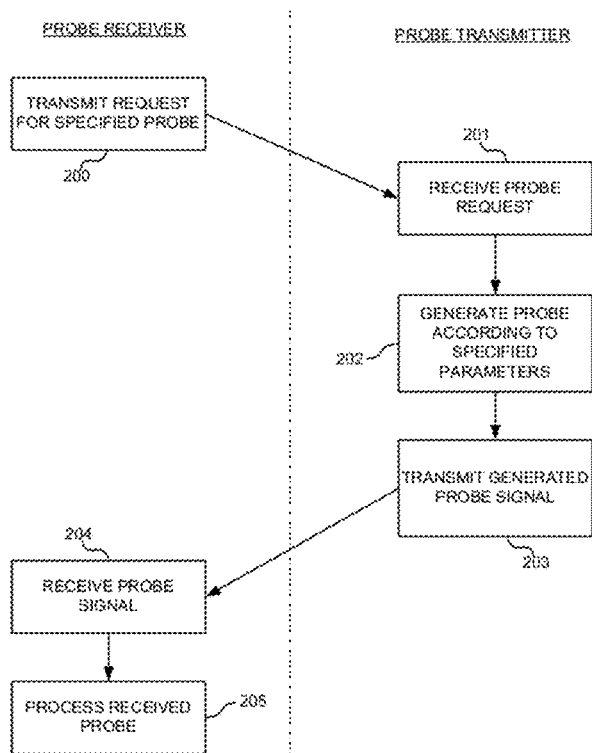 PROBE RECEIVER
PROBE TRANSMITTER
TRANSMIT REQUEST
FOR SPECIFIED PROBE
200
201
RECEIVE PROBE
REQUEST
GENERATE PROBE
ACCORDING TO
SPECIFIED
PARAMETERS
202
TRANSMIT GENERATED
PROBE SIGNAL
203
204
RECEIVE PROBE
SIGNAL
PROCESS RECEIVED
PROBE
205